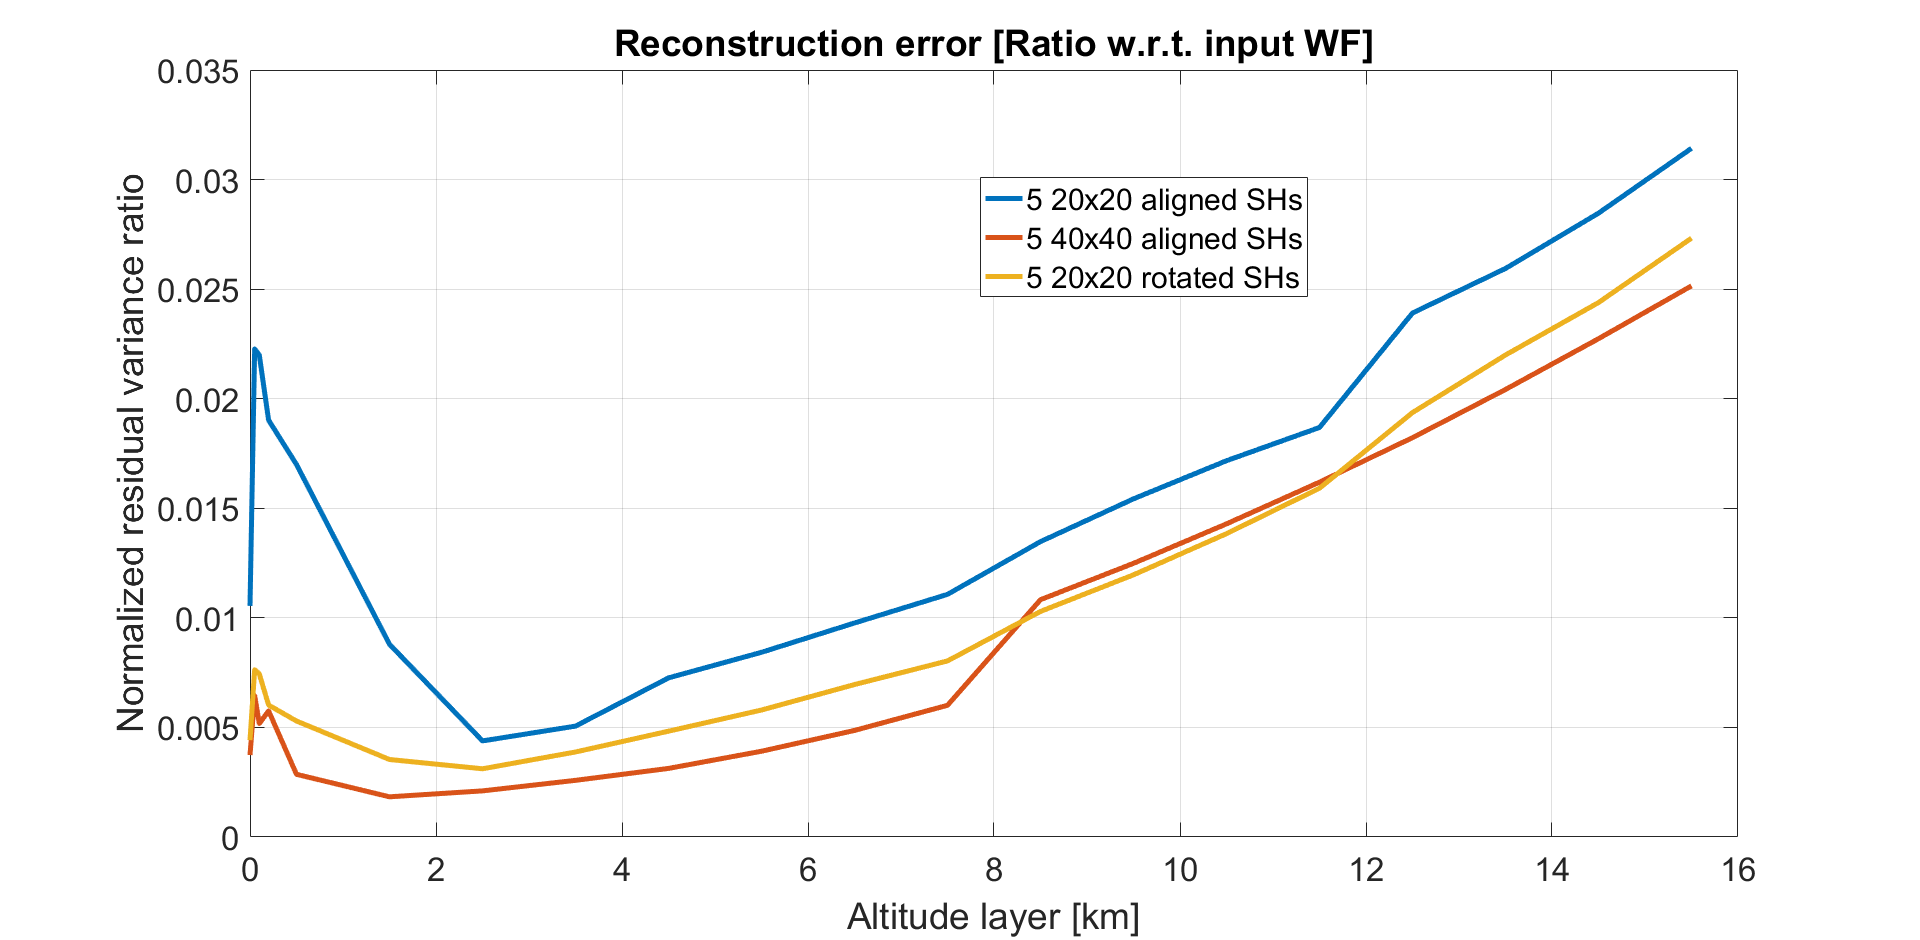 Reconstruction error [Ratio w.r.t. input WF]
Normalized residual variance ratio
0.035
0.03
0.025
0.02
0.015
0.01
0.005
0
5 20x20 aligned SHs
5 40x40 aligned SHs
5 20x20 rotated SHs
0 2 4 6 8 10 12 14 16
Altitude layer [km]